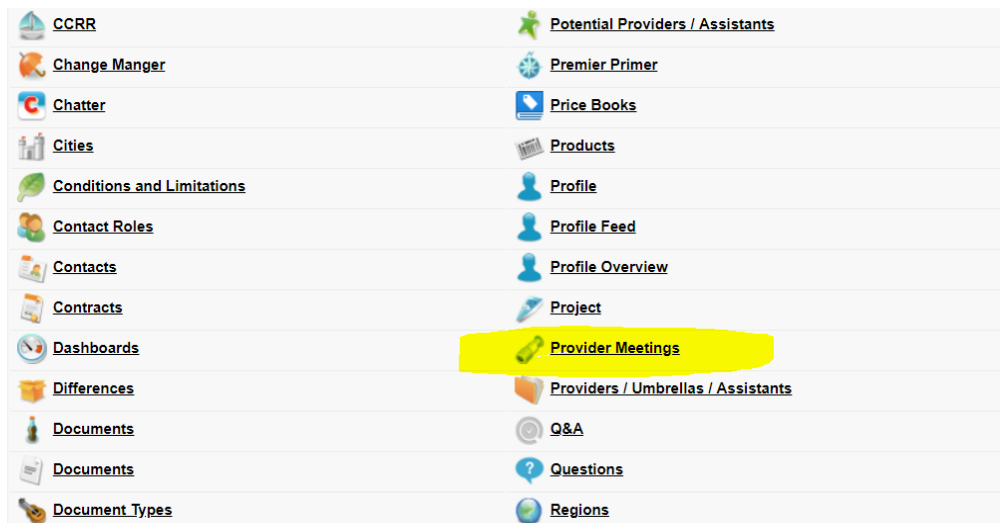 CCRR
Change Manger
Chatter
Cities
Conditions and Limitations
Contact Roles
Contacts
Contracts
Dashboards
Differences
Documents
Documents
Document Types
Potential Providers / Assistants
Premier Primer
Price Books
Products
Profile
Profile Feed
Profile Overview
Project
Provider Meetings
Providers / Umbrellas / Assistants
Q&A
Questions
Regions